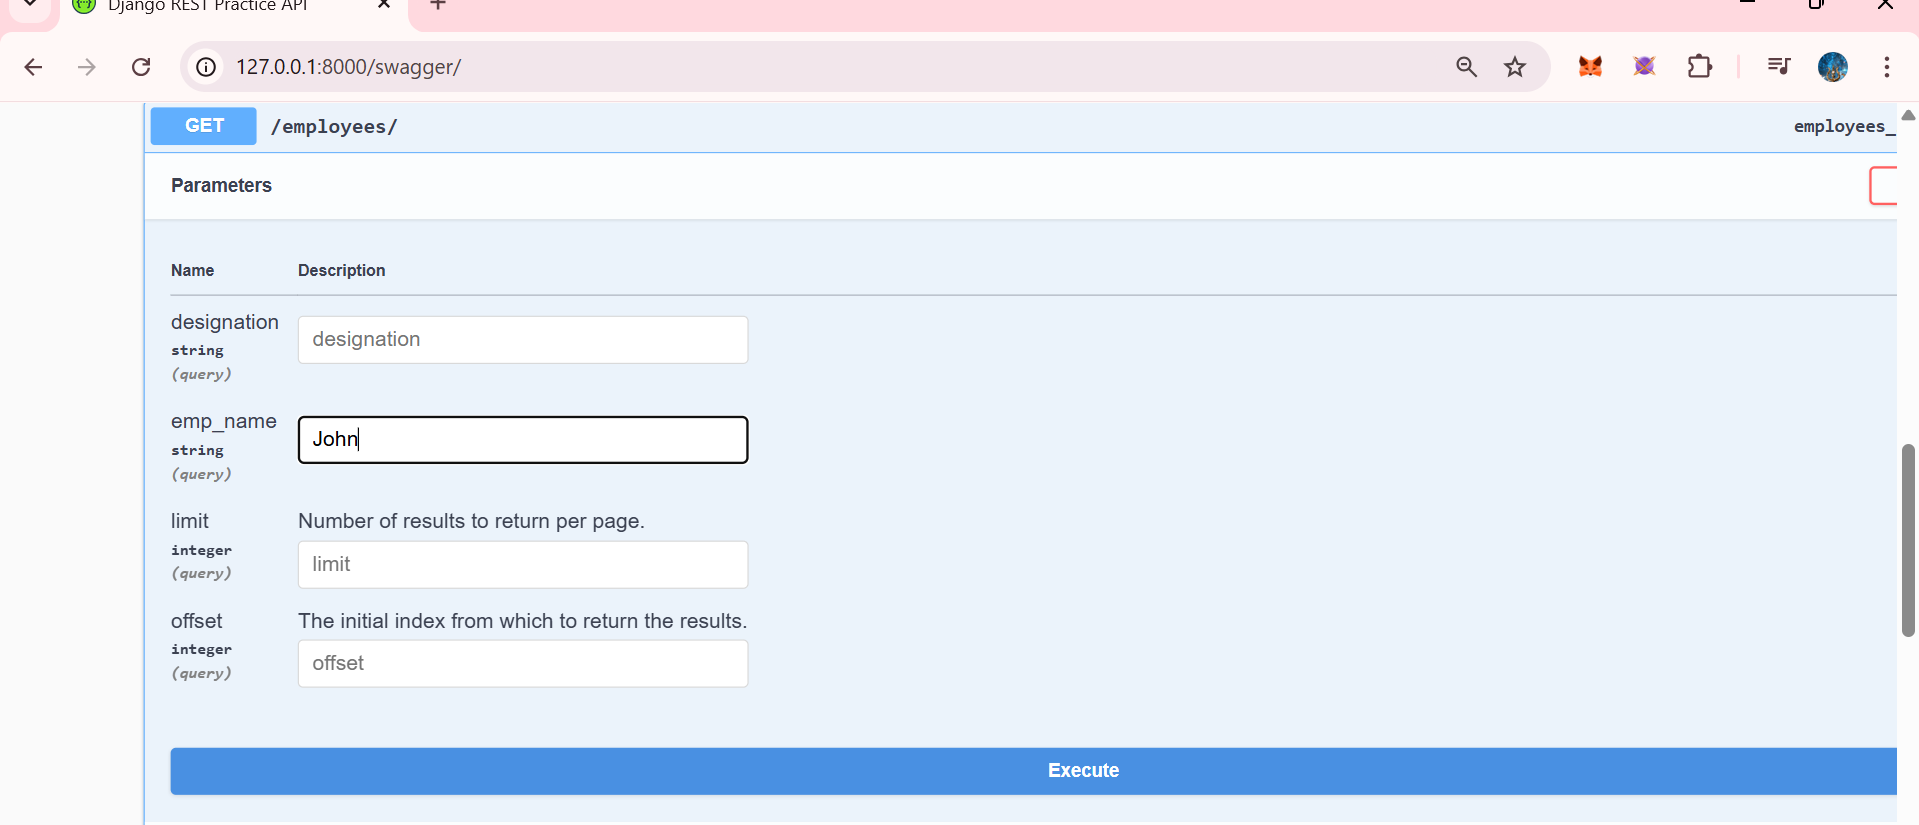 Django REST Practice API
127.0.0.1:8000/swagger/
GET /employees/ employees_
Parameters
Name Description
designation
string
(query)
designation
emp_name
string
(query)
John
limit
integer
(query)
Number of results to return per page.
limit
offset
integer
(query)
The initial index from which to return the results.
offset
Execute